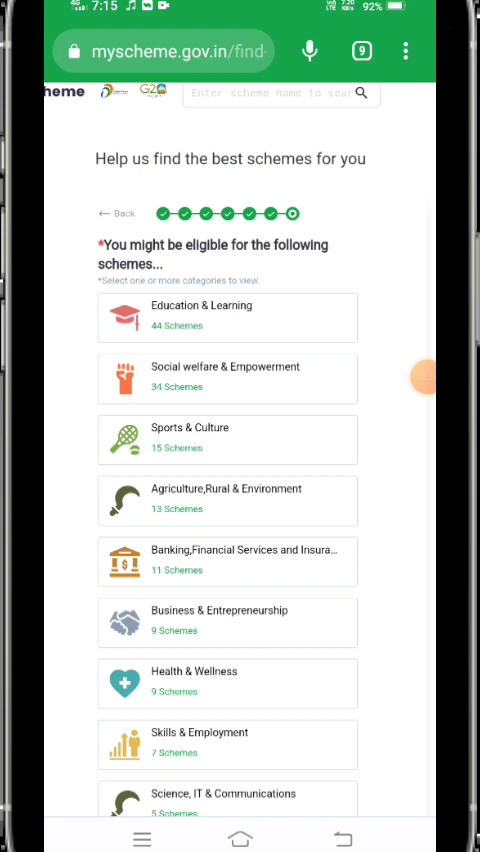 4G 7:15 92%
myscheme.gov.in/find- 9
heme G20 Enter scheme name to sear
Help us find the best schemes for you
Back
*You might be eligible for the following
schemes...
*Select one or more categories to view.
Education & Learning
44 Schemes
Social welfare & Empowerment
34 Schemes
Sports & Culture
15 Schemes
Agriculture,Rural & Environment
13 Schemes
Banking,Financial Services and Insura...
11 Schemes
Business & Entrepreneurship
9 Schemes
Health & Wellness
9 Schemes
Skills & Employment
7 Schemes
Science, IT & Communications
5 Schemes